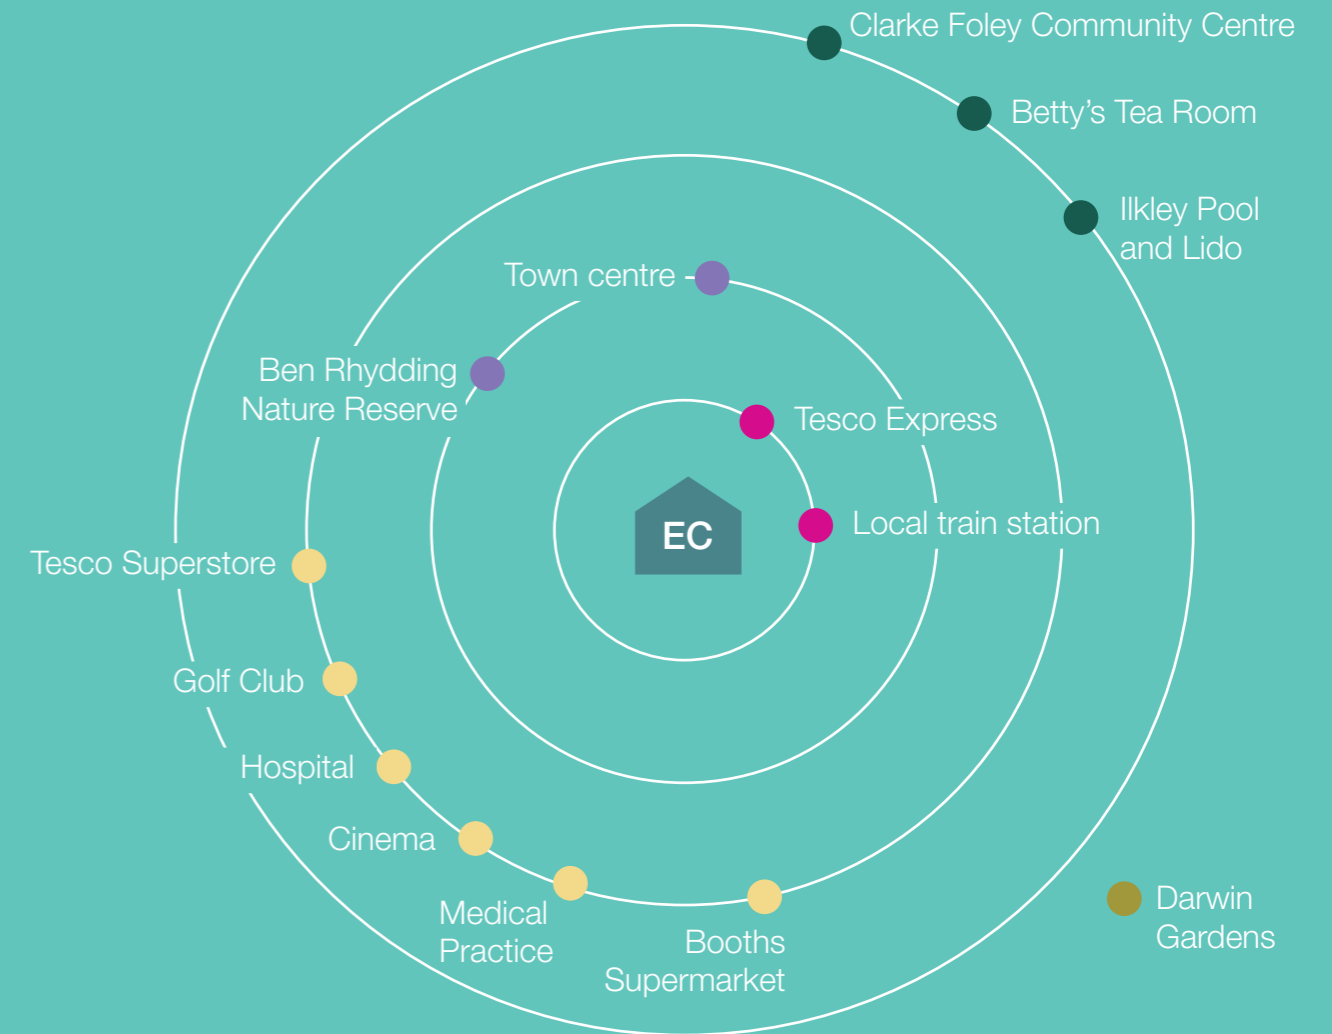 Clarke Foley Community Centre
Betty’s Tea Room
Ilkley Pool
and Lido
Town centre
Ben Rhydding
Nature Reserve
Tesco Express
EC
Local train station
Tesco Superstore
Golf Club
Hospital
Cinema
Medical
Practice
Booths
Supermarket
Darwin
Gardens